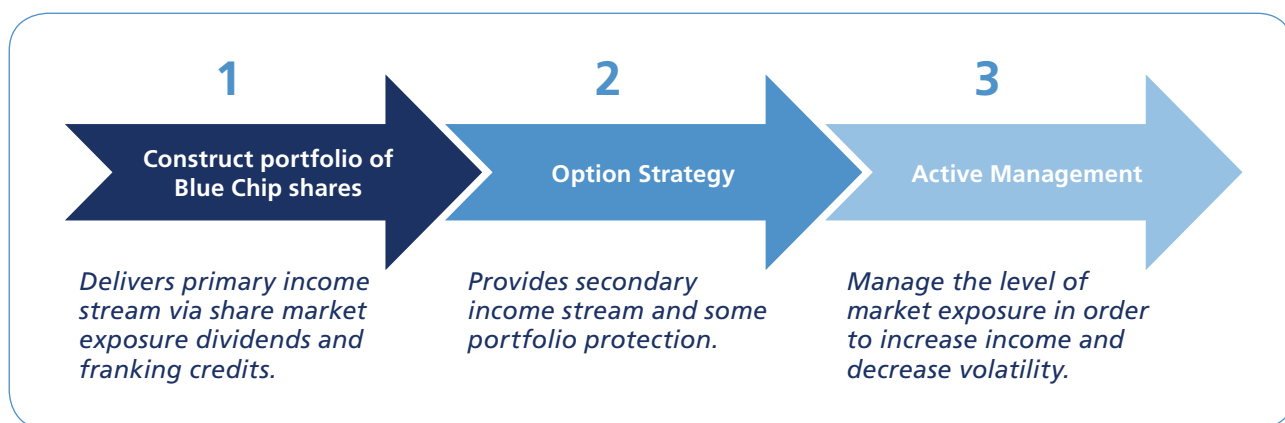 1
Construct portfolio of
Blue Chip shares
Delivers primary income
stream via share market
exposure dividends and
franking credits.
2
Option Strategy
Provides secondary
income stream and some
portfolio protection.
3
Active Management
Manage the level of
market exposure in order
to increase income and
decrease volatility.